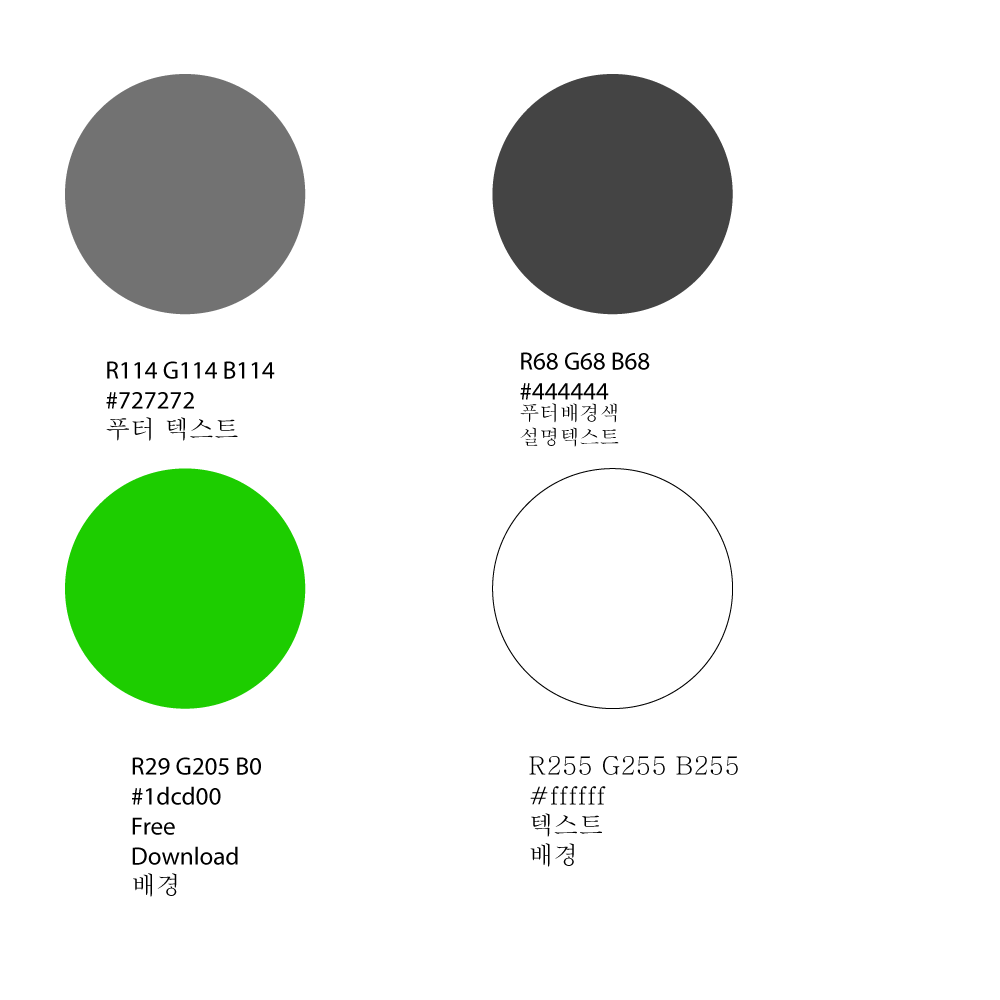 R114 G114 B114
#727272
푸터 텍스트
R68 G68 B68
#444444
푸터배경색
설명텍스트
R29 G205 B0
#1dcd00
Free
Download
배경
R255 G255 B255
#ffffff
텍스트
배경